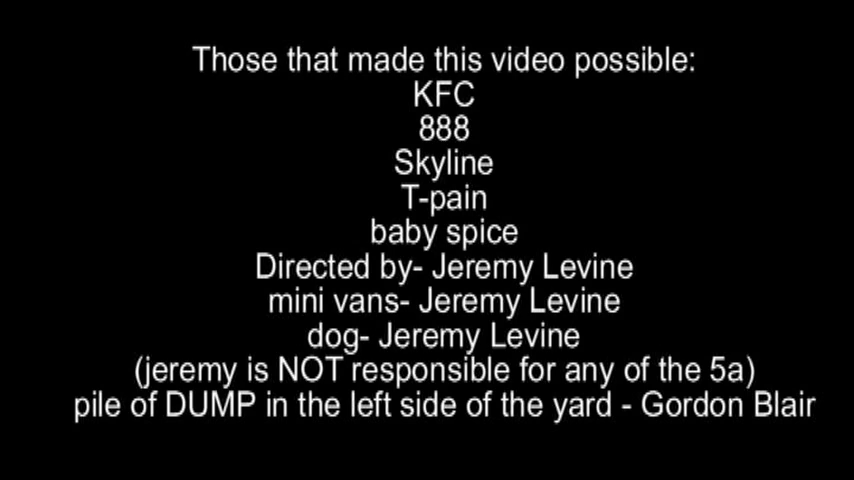 Those that made this video possible:
KFC
888
Skyline
T-pain
baby spice
Directed by- Jeremy Levine
mini vans- Jeremy Levine
dog- Jeremy Levine
(jeremy is NOT responsible for any of the 5a)
pile of DUMP in the left side of the yard - Gordon Blair